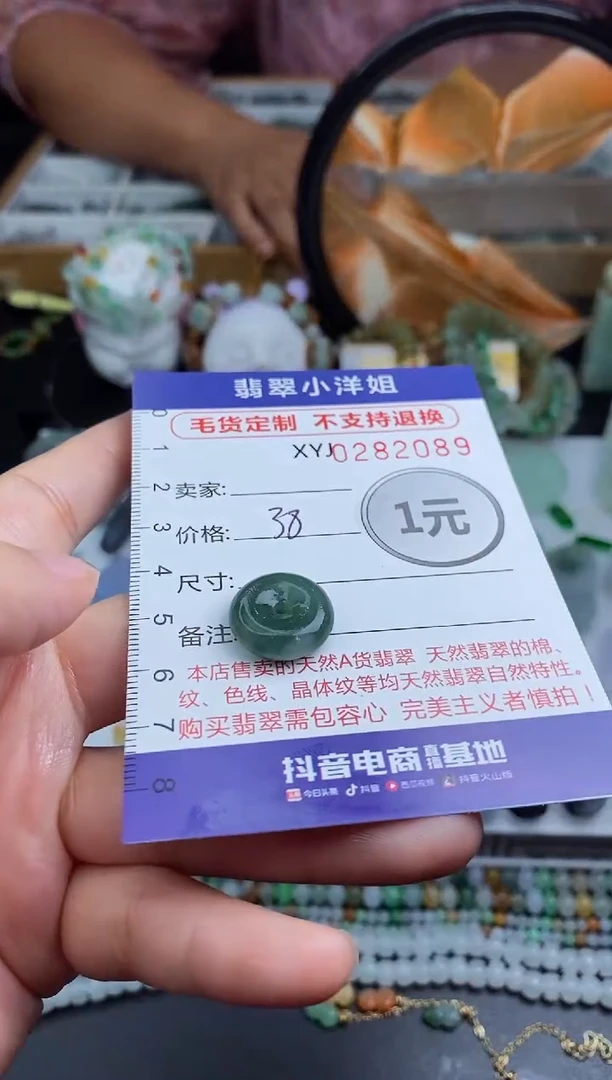 翡翠小洋姐
毛货定制 不支持退换
XYJ0282089
卖家:
价格: 38
1元
尺寸:
备注:
本店售卖的天然A货翡翠 天然翡翠的棉、
纹、色线、晶体纹等均天然翡翠自然特性。
购买翡翠需包容心 完美主义者慎拍!
抖音电商直播基地
今日头条 抖音 西瓜视频 抖音火山版
0 1 2 3 4 5 6 7 8